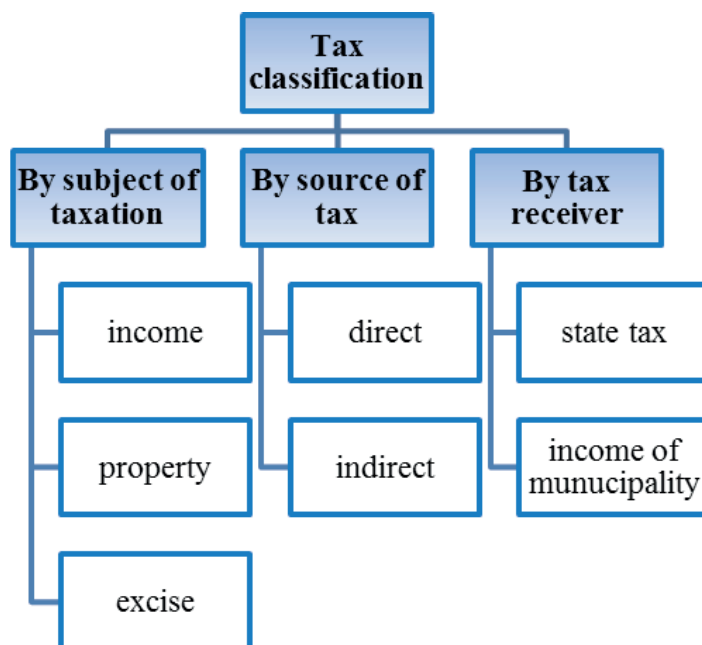 Tax
classification
By subject of
taxation
By source of
tax
By tax
receiver
income
direct
state tax
property
indirect
income of
munucipality
excise